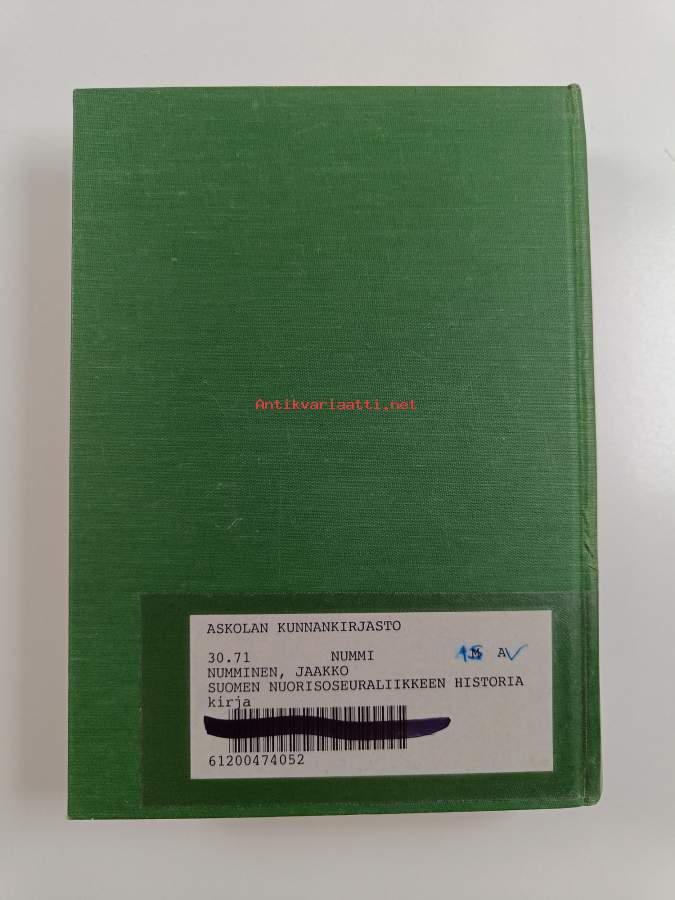 Antikvariaatti.net
ASKOLAN KUNNANKIRJASTO
30.71 NUMMI M A
NUMMINEN, JAAKKO
SUOMEN NUORISOSEURALIIKKEEN HISTORIA
kirja
61200474052